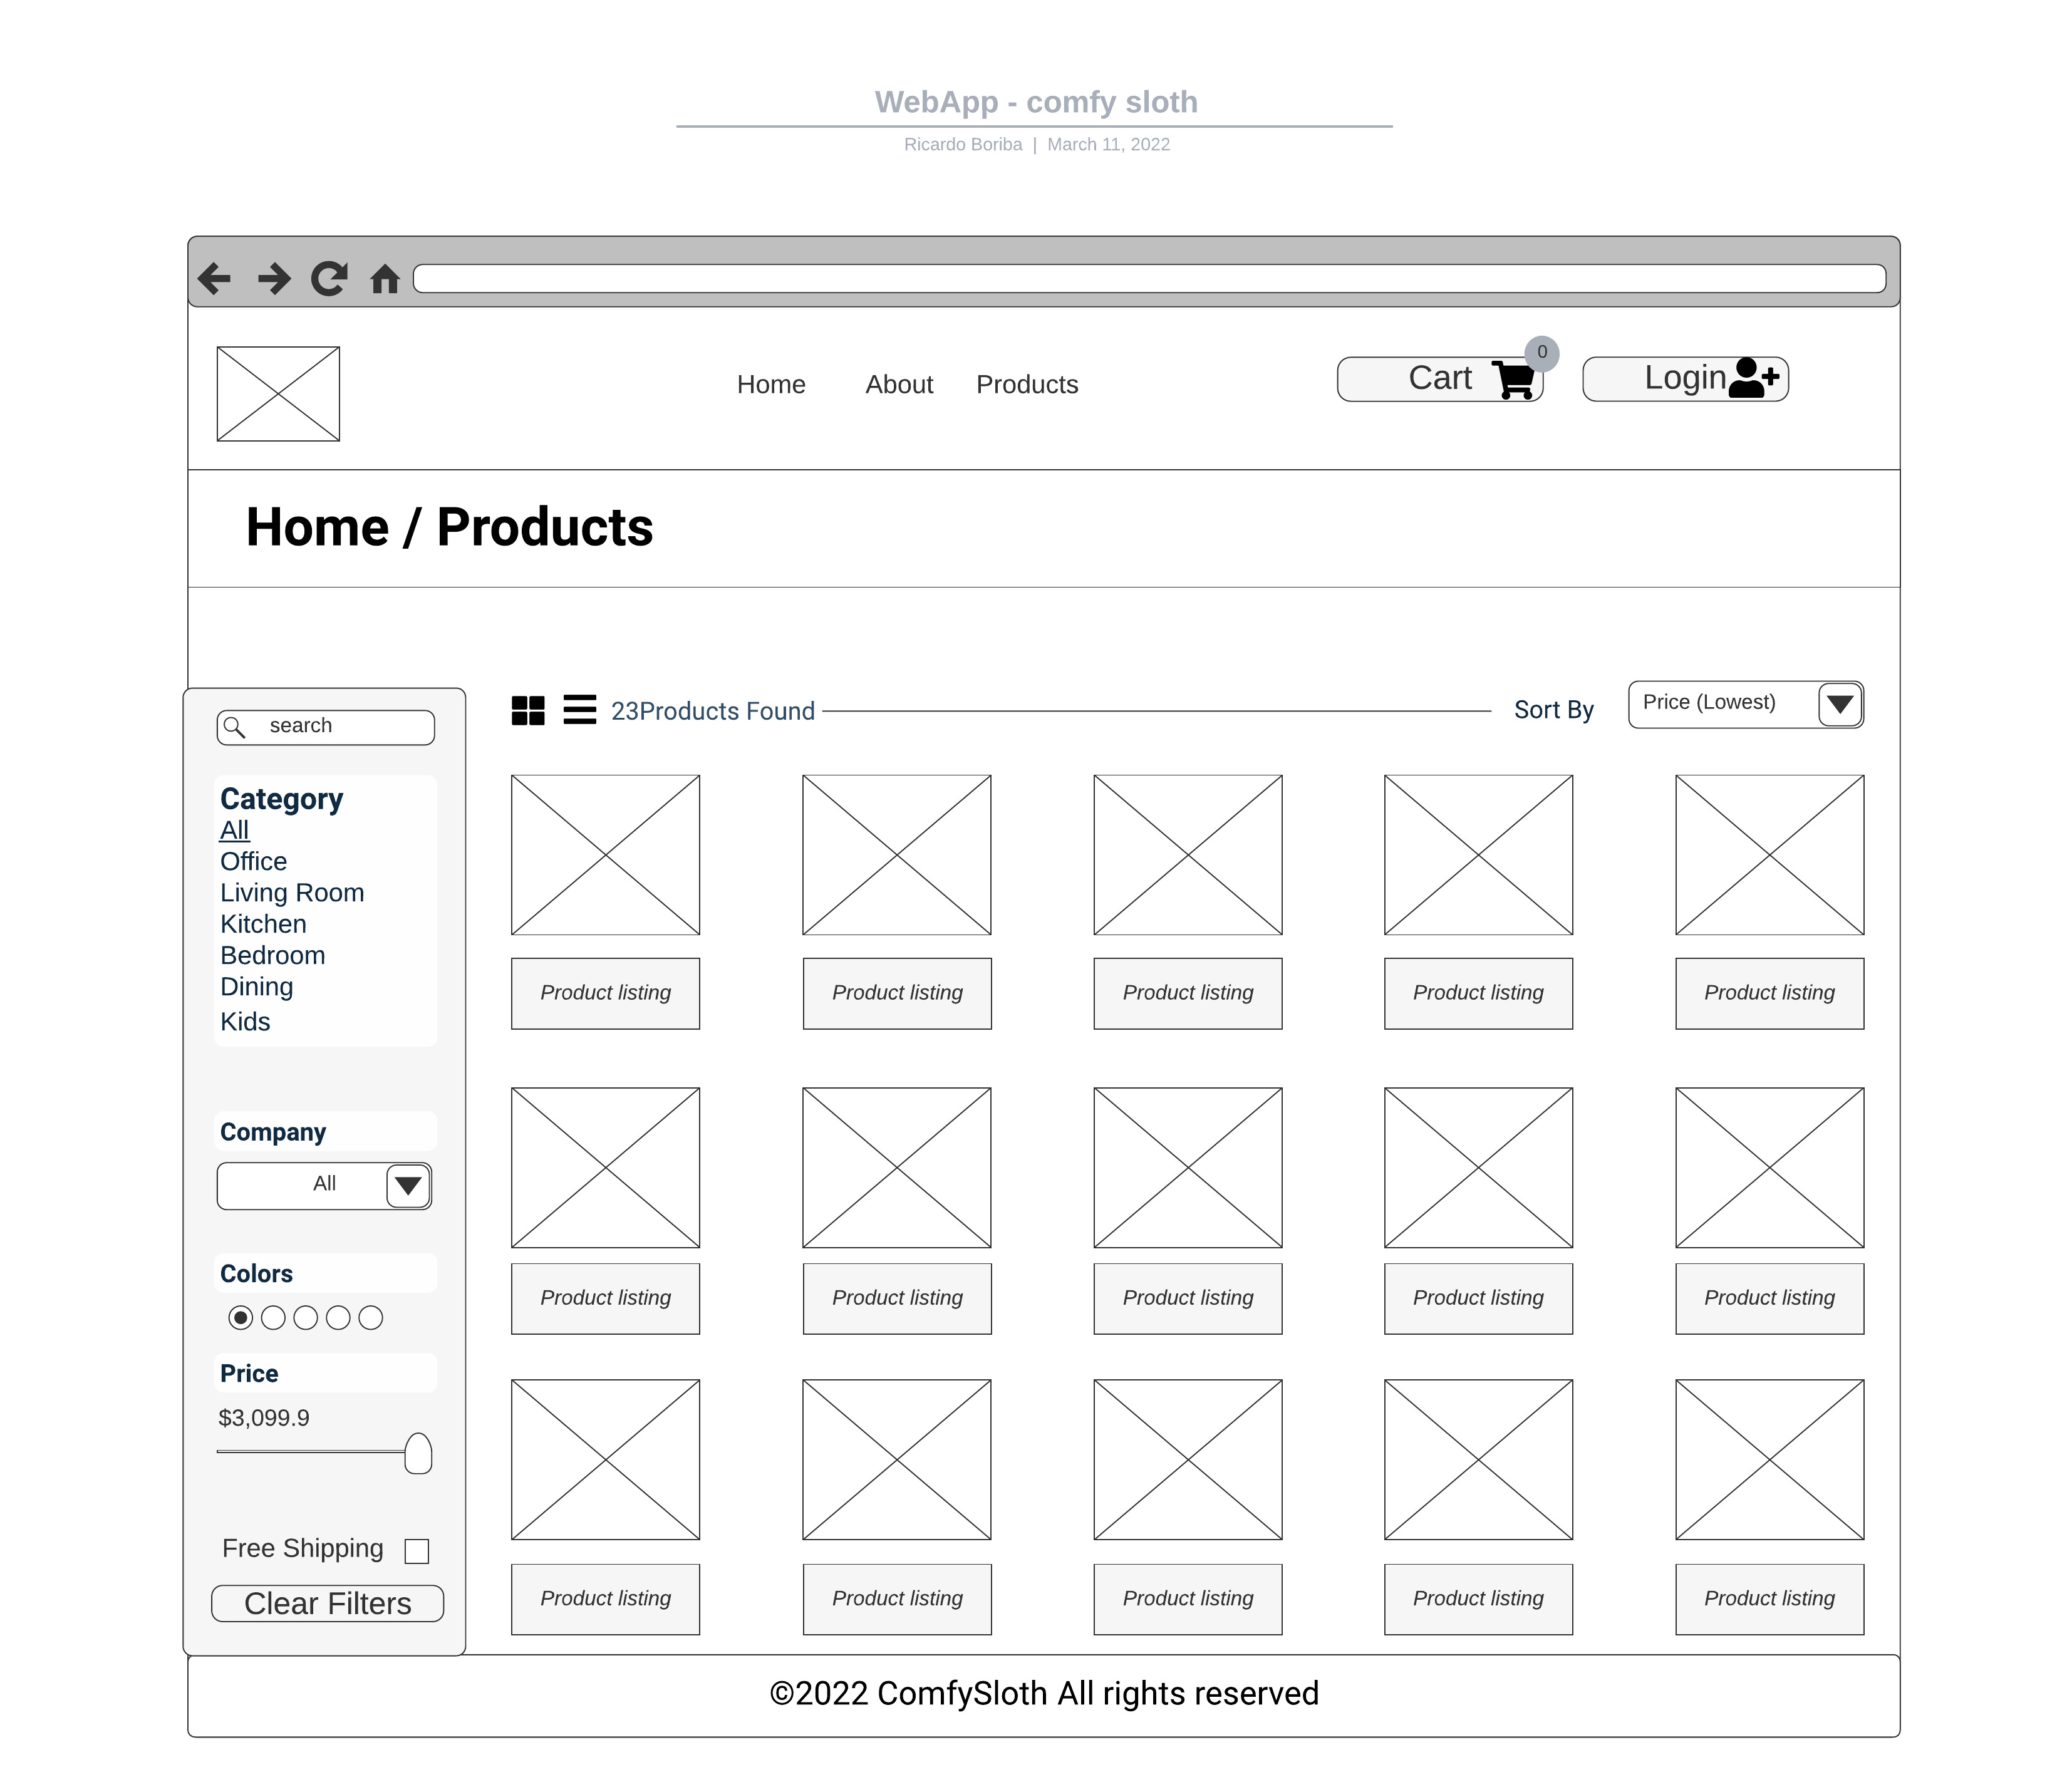 WebApp - comfy sloth
Ricardo Boriba | March 11, 2022
Home About Products
Cart 0 Login
Home / Products
23Products Found
Sort By Price (Lowest)
search
Category
All
Office
Living Room
Kitchen
Bedroom
Dining
Kids
Company
All
Colors
Price
$3,099.9
Free Shipping
Clear Filters
Product listing Product listing Product listing Product listing Product listing
Product listing Product listing Product listing Product listing Product listing
Product listing Product listing Product listing Product listing Product listing
©2022 ComfySloth All rights reserved